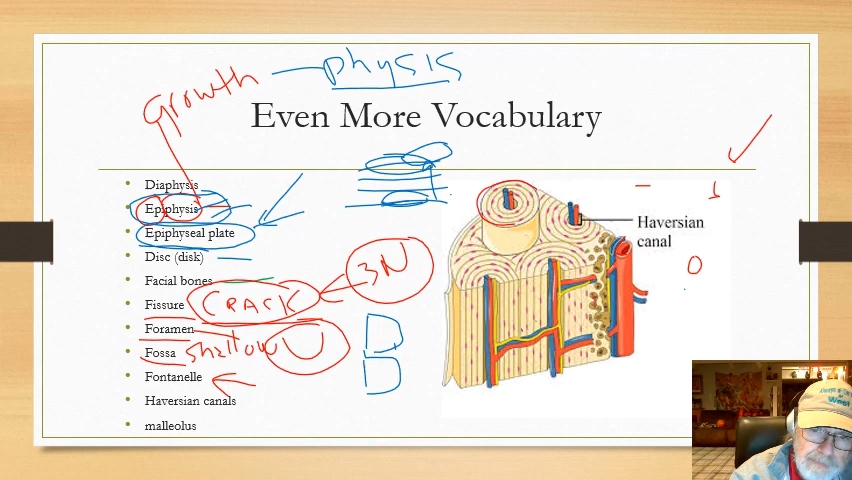 physis
growth
Even More Vocabulary
Diaphysis
Epiphysis
Epiphyseal plate
Disc (disk)
Facial bones
Fissure CRACK 3N
Foramen
Fossa shallow U
Fontanelle
Haversian canals
malleolus
D
D
Haversian
canal